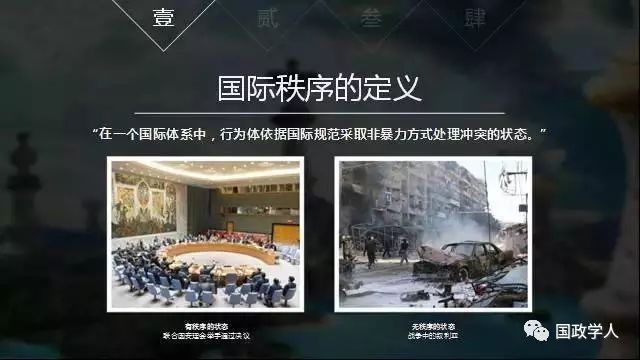 壹 贰 叁 肆
国际秩序的定义
“在一个国际体系中，行为体依据国际规范采取非暴力方式处理冲突的状态。”
有秩序的状态
联合国安理会举手通过决议
无秩序的状态
战争中的叙利亚
国政学人